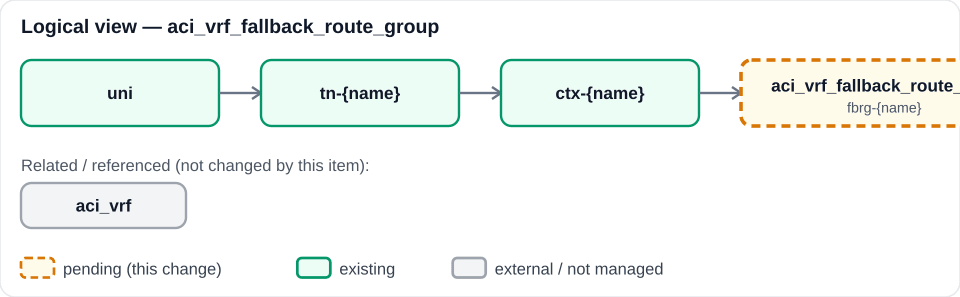 Logical view — aci_vrf_fallback_route_group
uni
tn-{name}
ctx-{name}
aci_vrf_fallback_route_
fbrg-{name}
Related / referenced (not changed by this item):
aci_vrf
pending (this change)
existing
external / not managed